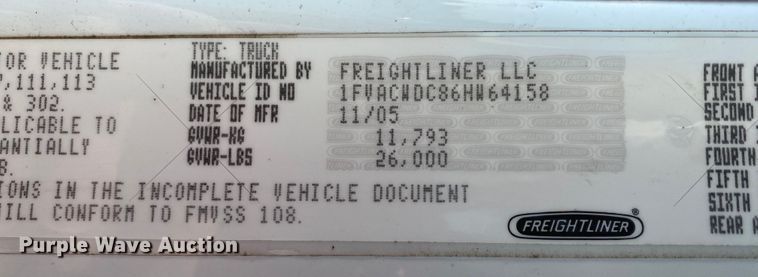 TOR VEHICLE
,111,113
& 302.
LICABLE TO
ANTIALLY
B.
TYPE: TRUCK
MANUFACTURED BY FREIGHTLINER LLC
VEHICLE ID NO 1FVACWDC86HW64158
DATE OF MFR 11/05
GVWR-KG 11,793
GVWR-LBS 26,000
IONS IN THE INCOMPLETE VEHICLE DOCUMENT
WILL CONFORM TO FMVSS 108.
FREIGHTLINER®
FRONT A
FIRST I
SECOND
THIRD I
FOURTH
FIFTH
SIXTH
REAR A
Purple Wave Auction